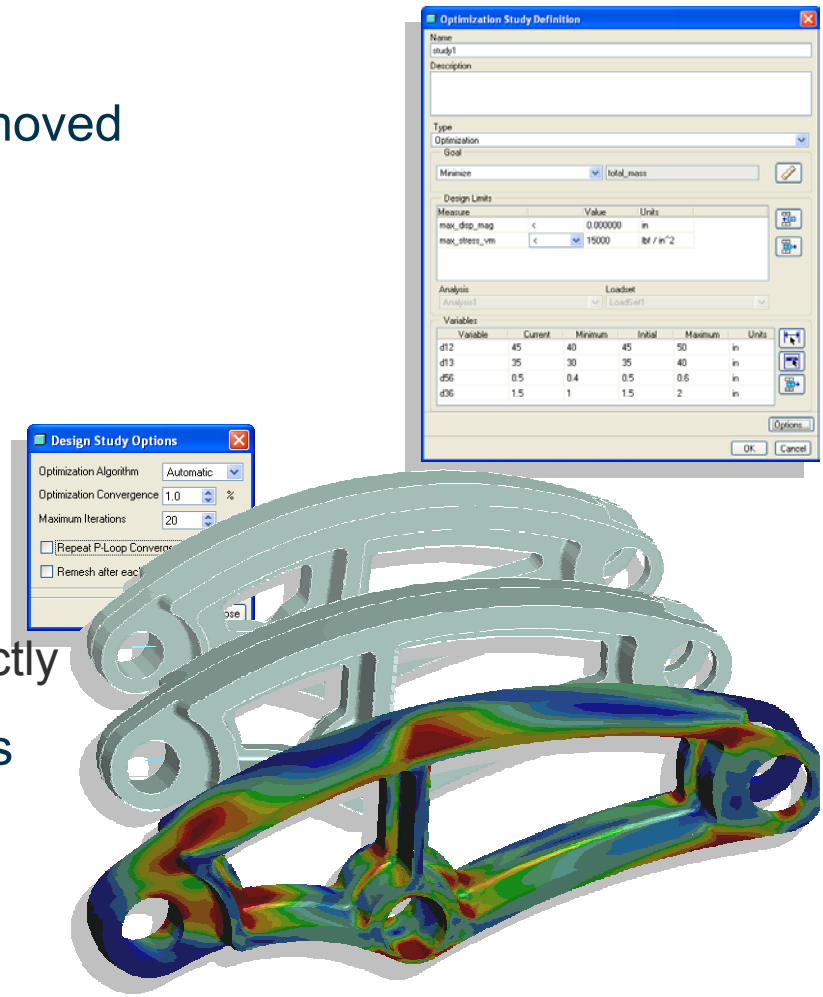 moved
Optimization Study Definition
Name
study1
Description
Type
Optimization
Goal
Minimize total_mass
Design Limits
Measure Value Units
max_disp_mag < 0.000000 in
max_stress_vm < 15000 lbf / in^2
Analysis Loadset
Analysis1 LoadSet1
Variables
Variable Current Minimum Initial Maximum Units
d12 45 40 45 50 in
d13 35 30 35 40 in
d56 0.5 0.4 0.5 0.6 in
d36 1.5 1 1.5 2 in
Options...
OK Cancel
Design Study Options
Optimization Algorithm Automatic
Optimization Convergence 1.0 %
Maximum Iterations 20
Repeat P-Loop Converge
Remesh after eac
ose
ctly
s